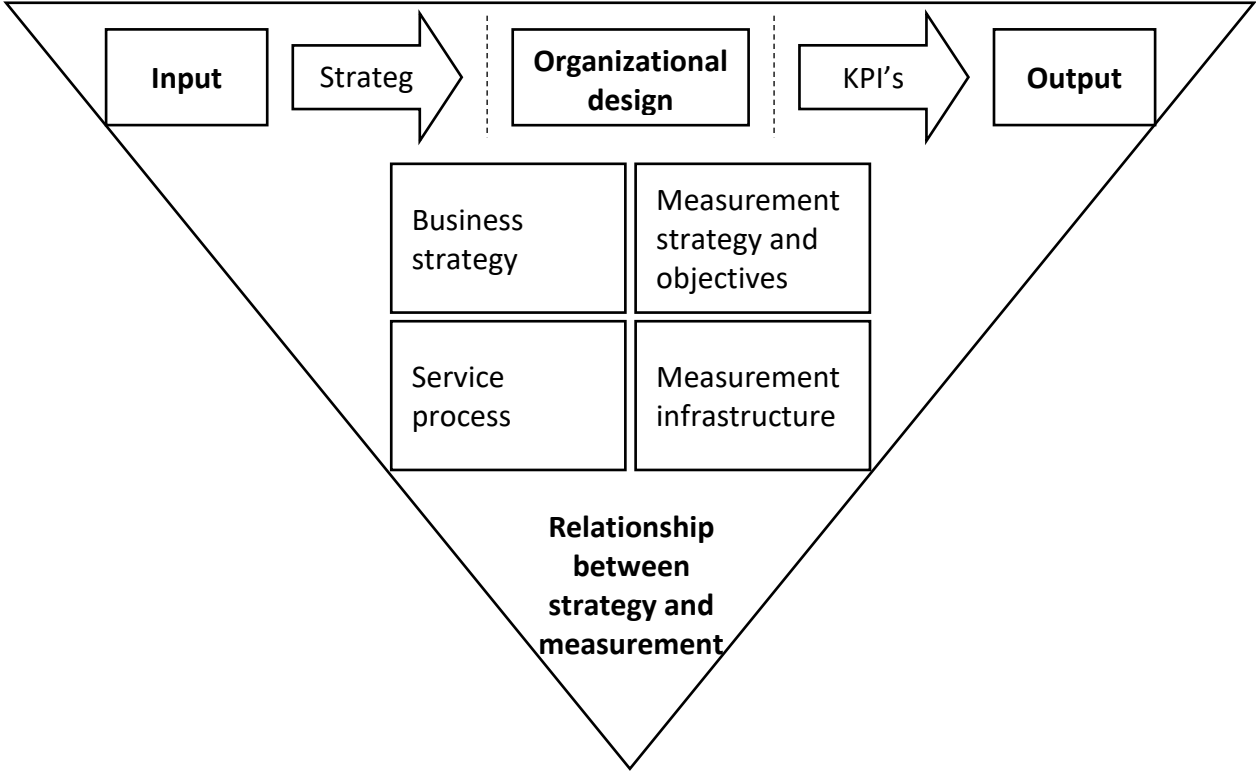 Input
Strateg
Organizational
design
KPI's
Output
Business
strategy
Measurement
strategy and
objectives
Service
process
Measurement
infrastructure
Relationship
between
strategy and
measurement